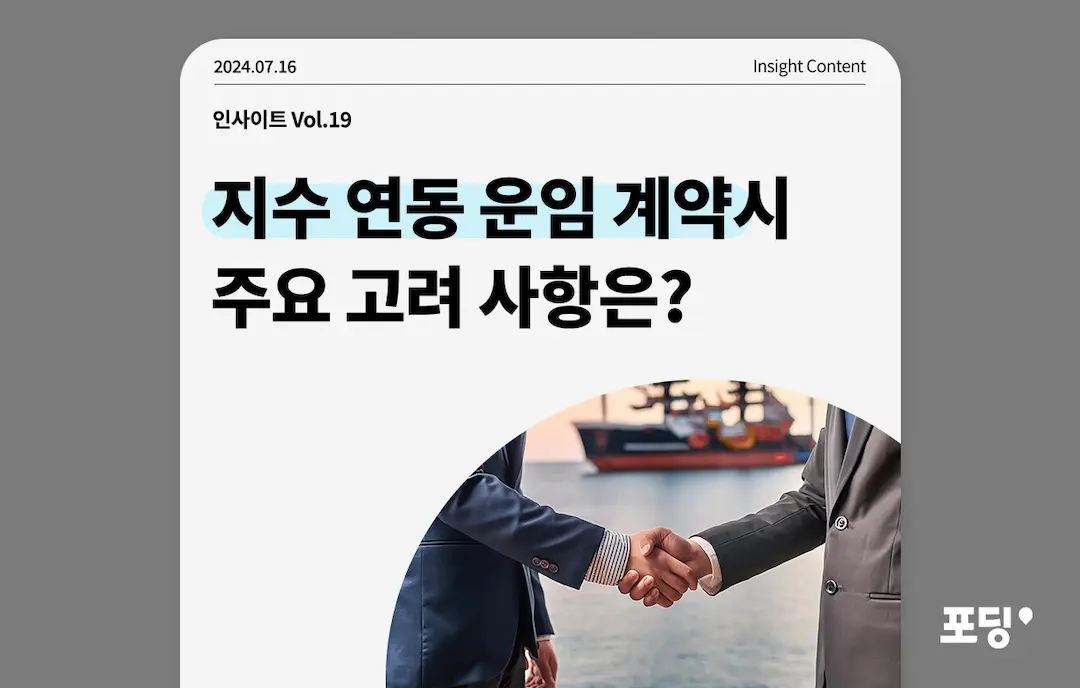 2024.07.16
Insight Content
인사이트 Vol.19
지수 연동 운임 계약시
주요 고려 사항은?
포딩